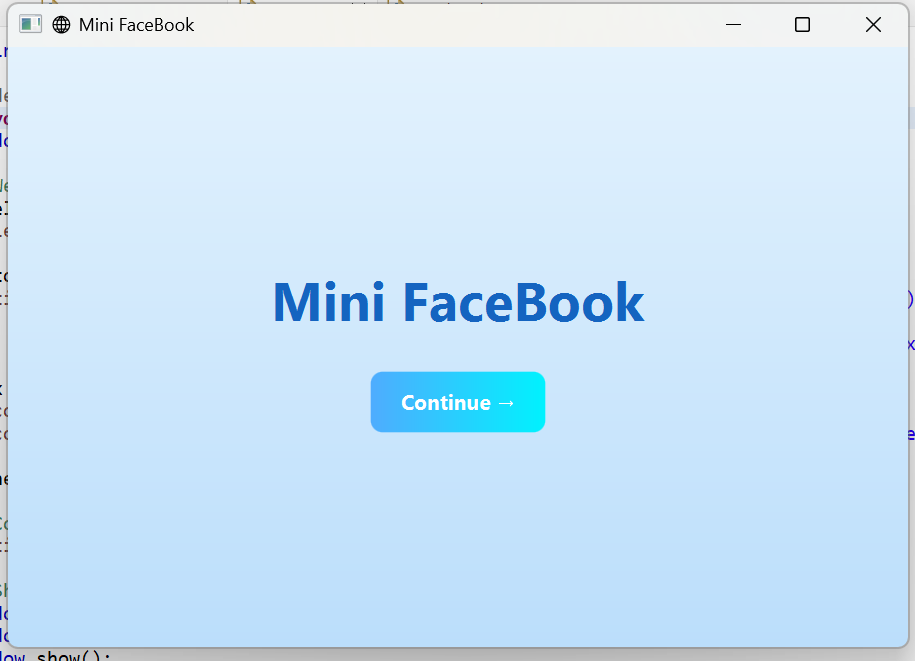 Mini FaceBook
Mini FaceBook
Continue →
show();